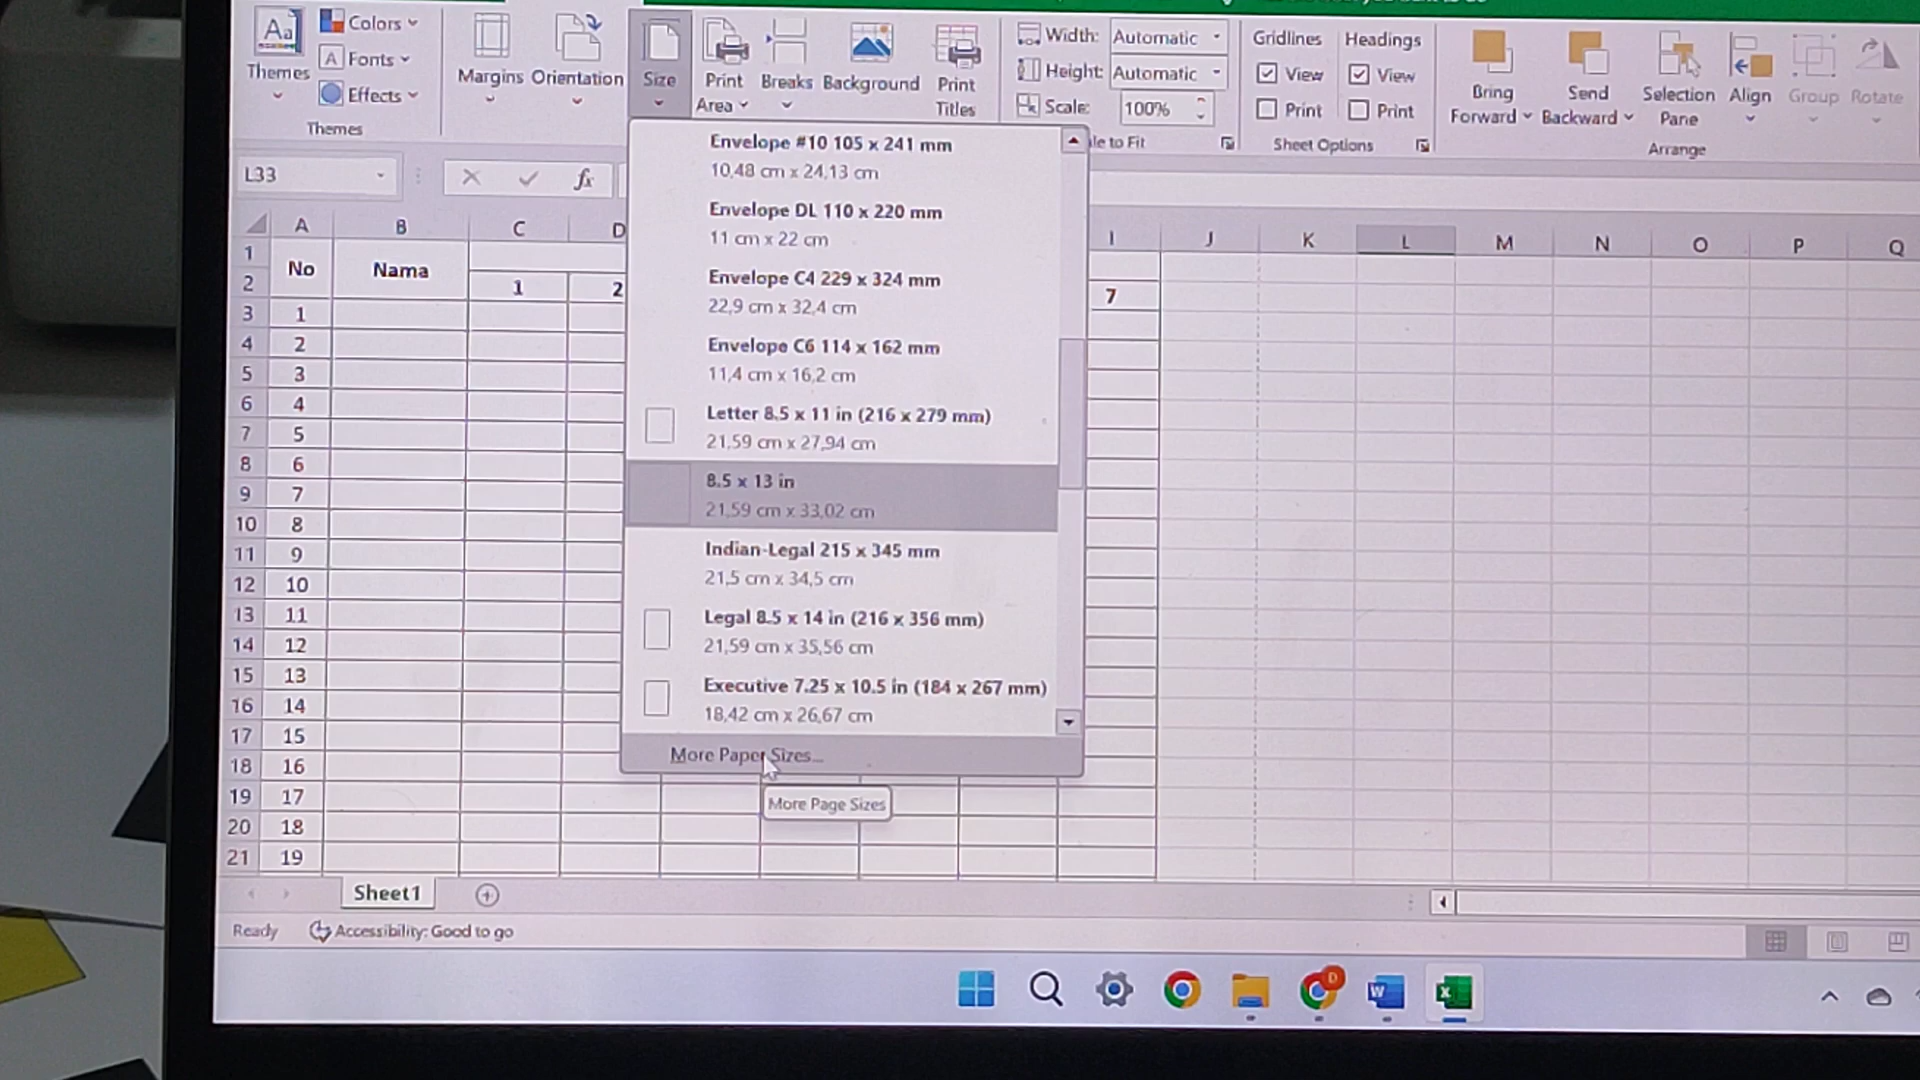 Themes
Colors
Fonts
Effects
Themes
Margins
Orientation
Size
Print
Area
Breaks
Background
Print
Titles
Width: Automatic
Height: Automatic
Scale: 100%
le to Fit
Gridlines
View
Print
Headings
View
Print
Sheet Options
Bring
Forward
Send
Backward
Selection
Pane
Align
Group
Rotate
Arrange
L33
fx
Envelope #10 105 x 241 mm
10,48 cm x 24,13 cm
Envelope DL 110 x 220 mm
11 cm x 22 cm
Envelope C4 229 x 324 mm
22,9 cm x 32,4 cm
Envelope C6 114 x 162 mm
11,4 cm x 16,2 cm
Letter 8.5 x 11 in (216 x 279 mm)
21,59 cm x 27,94 cm
8.5 x 13 in
21,59 cm x 33,02 cm
Indian-Legal 215 x 345 mm
21,5 cm x 34,5 cm
Legal 8.5 x 14 in (216 x 356 mm)
21,59 cm x 35,56 cm
Executive 7.25 x 10.5 in (184 x 267 mm)
18,42 cm x 26,67 cm
More Paper Sizes...
More Page Sizes
A B C D I J K L M N O P Q
1
No Nama
2 1 2 7
3 1
4 2
5 3
6 4
7 5
8 6
9 7
10 8
11 9
12 10
13 11
14 12
15 13
16 14
17 15
18 16
19 17
20 18
21 19
Sheet1
Ready
Accessibility: Good to go
D
W
X